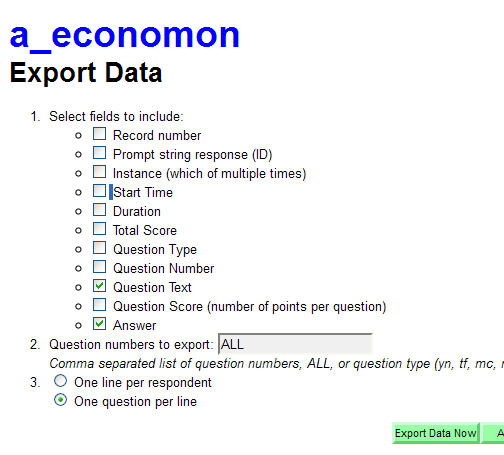 a_economon
Export Data
1. Select fields to include:
Record number
Prompt string response (ID)
Instance (which of multiple times)
Start Time
Duration
Total Score
Question Type
Question Number
Question Text
Question Score (number of points per question)
Answer
2. Question numbers to export: ALL
Comma separated list of question numbers, ALL, or question type (yn, tf, mc,
3. One line per respondent
One question per line
Export Data Now A